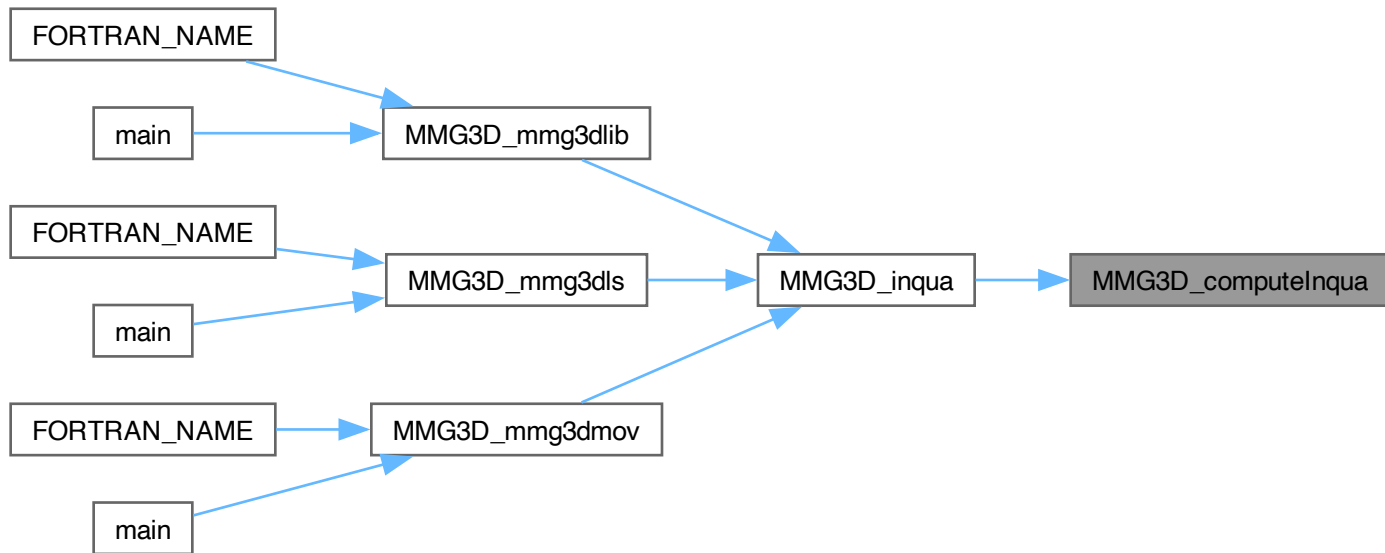 FORTRAN_NAME
main
MMG3D_mmg3dlib
FORTRAN_NAME
main
MMG3D_mmg3dls
MMG3D_inqua
MMG3D_computeInqua
FORTRAN_NAME
main
MMG3D_mmg3dmov